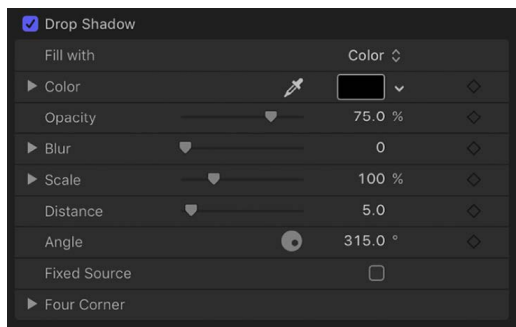 Drop Shadow
Fill with Color
Color
Opacity 75.0 %
Blur 0
Scale 100 %
Distance 5.0
Angle 315.0 °
Fixed Source
Four Corner